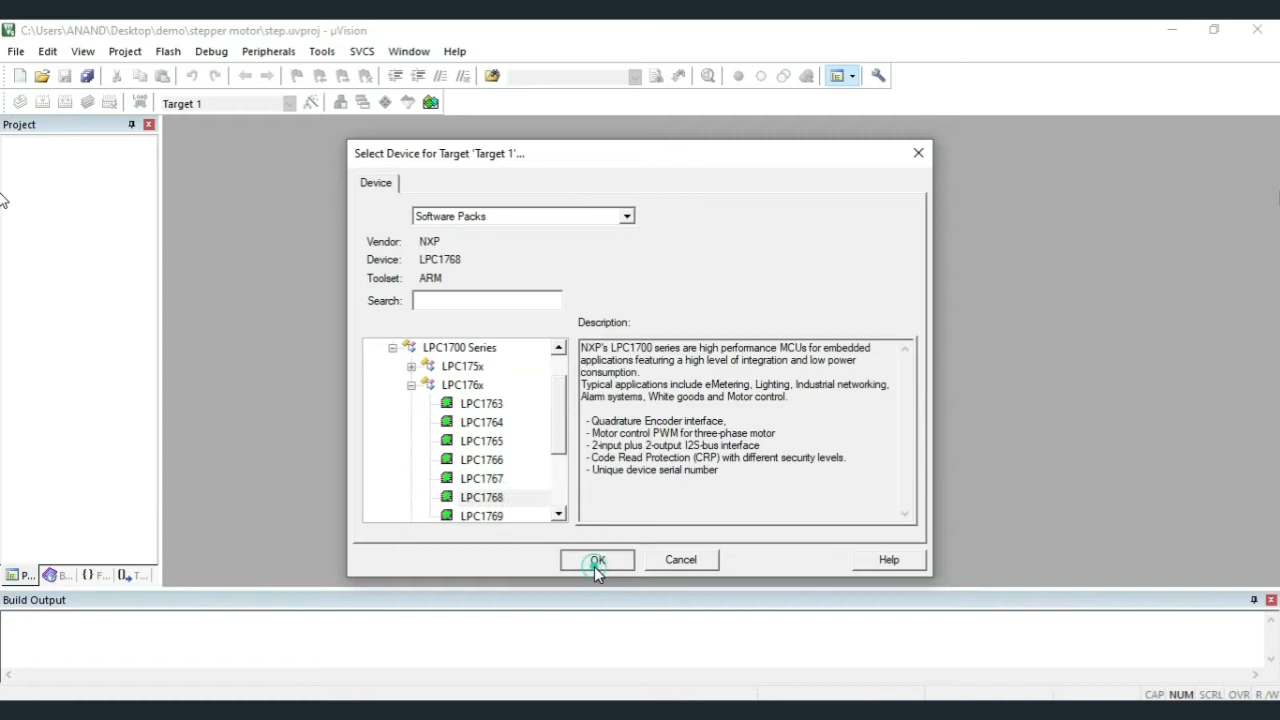 C:\Users\ANAND\Desktop\demo\stepper motor\step.uvproj - µVision
File Edit View Project Flash Debug Peripherals Tools SVCS Window Help
LOAD Target 1
Project
Select Device for Target 'Target 1'...
Device
Software Packs
Vendor: NXP
Device: LPC1768
Toolset: ARM
Search:
Description:
LPC1700 Series
LPC175x
LPC176x
LPC1763
LPC1764
LPC1765
LPC1766
LPC1767
LPC1768
LPC1769
NXP's LPC1700 series are high performance MCUs for embedded
applications featuring a high level of integration and low power
consumption.
Typical applications include eMetering, Lighting, Industrial networking,
Alarm systems, White goods and Motor control.
- Quadrature Encoder interface,
- Motor control PWM for three-phase motor
- 2-input plus 2-output I2S-bus interface
- Code Read Protection (CRP) with different security levels.
- Unique device serial number
OK Cancel Help
P... B... {} F... T...
Build Output
CAP NUM SCRL OVR R/W